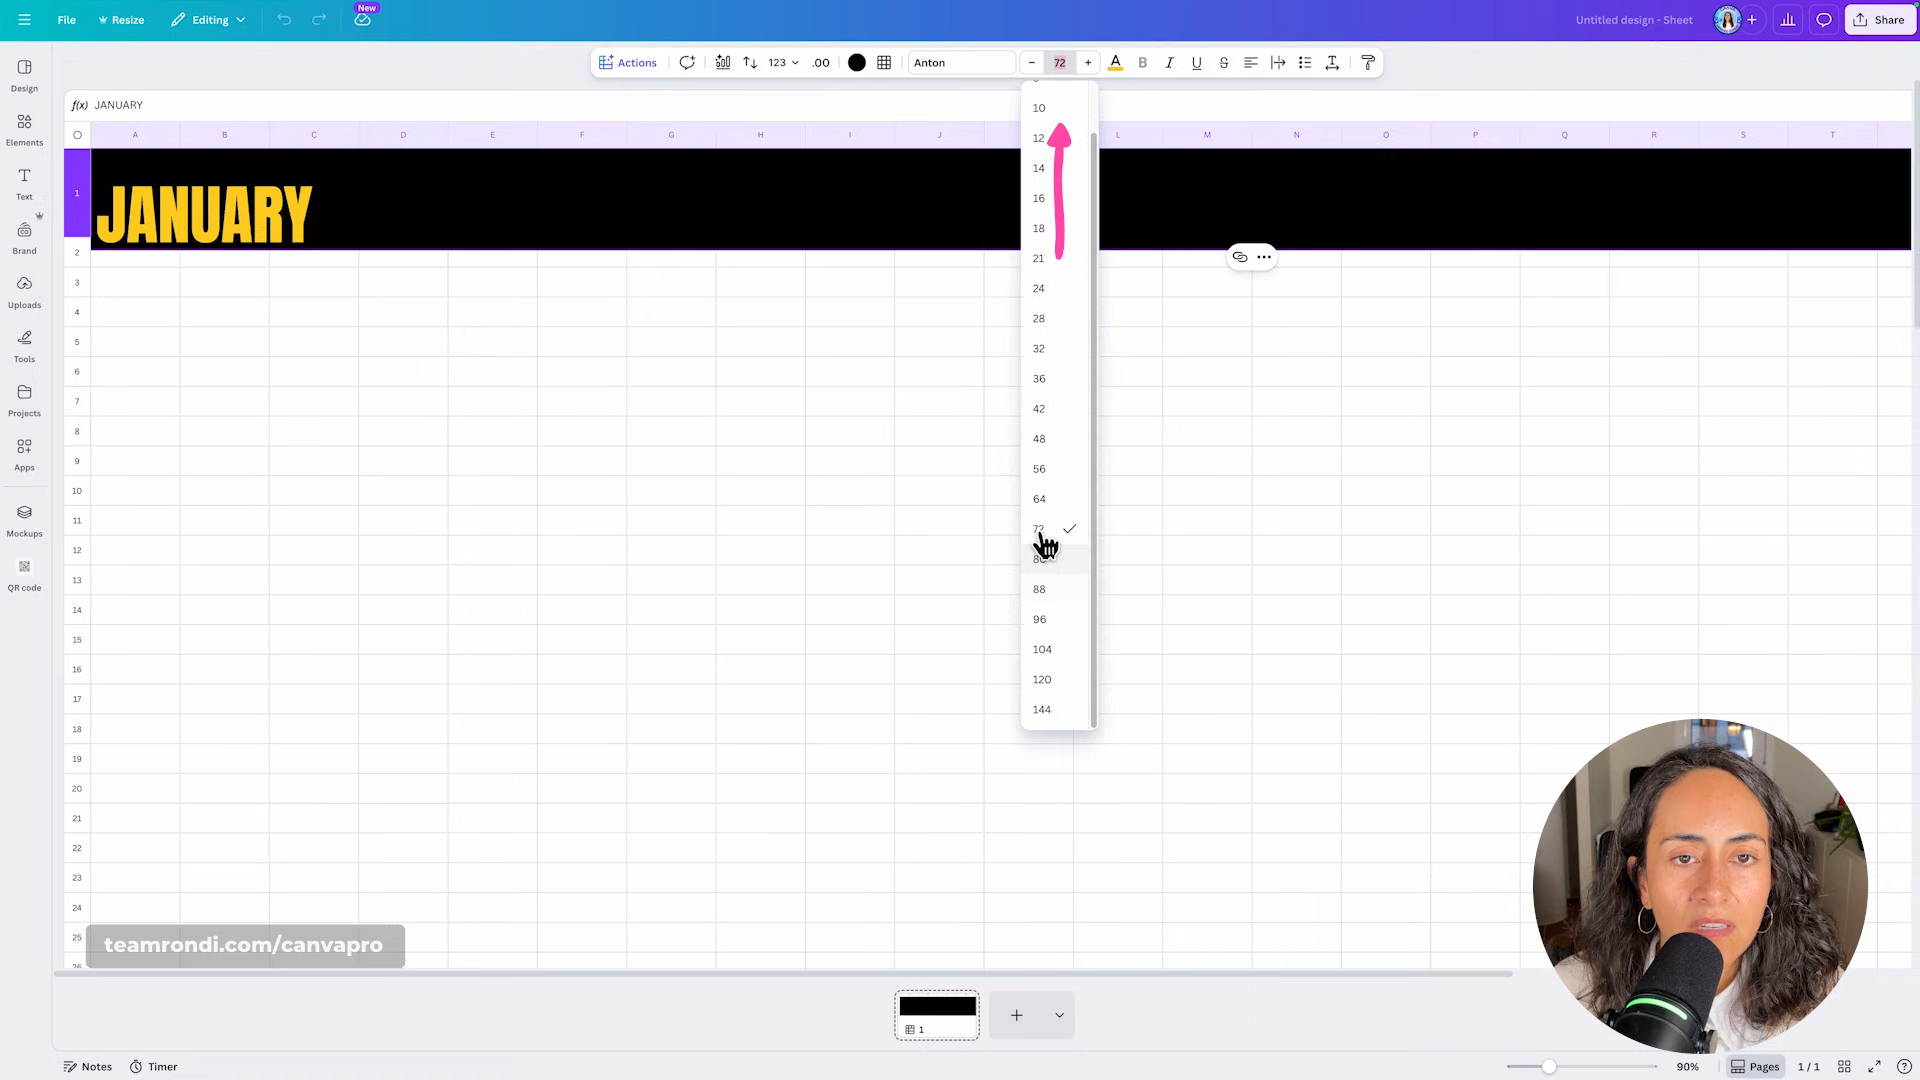 File Resize Editing New Untitled design - Sheet Share
Actions 123 .00 Anton − 72 + A B I U S
f(x) JANUARY
A B C D E F G H I J L M N O P Q R S T
JANUARY
Design
Elements
Text
Brand
Uploads
Tools
Projects
Apps
Mockups
QR code
1
2
3
4
5
6
7
8
9
10
11
12
13
14
15
16
17
18
19
20
21
22
23
24
25
26
10
12
14
16
18
21
24
28
32
36
42
48
56
64
72
88
96
104
120
144
teamrondi.com/canvapro
1
Notes Timer 90% Pages 1 / 1